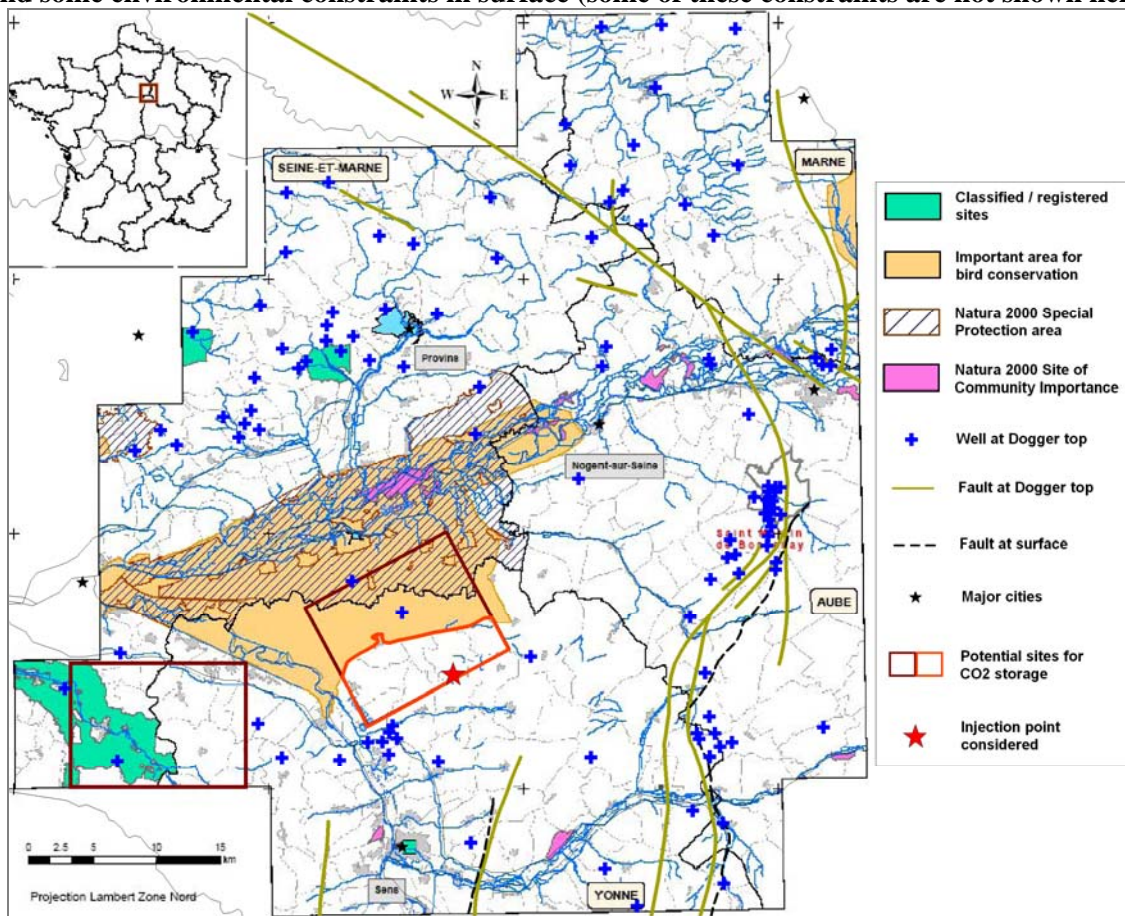 and some environmental constraints in surface (some of these constraints are not shown
N
W E
S
SEINE-ET-MARNE
MARNE
Provins
Nogent-sur-Seine
AUBE
YONNE
Sens
0 2.5 5 10 15
km
Projection Lambert Zone Nord
Classified / registered
sites
Important area for
bird conservation
Natura 2000 Special
Protection area
Natura 2000 Site of
Community Importance
Well at Dogger top
Fault at Dogger top
Fault at surface
Major cities
Potential sites for
CO2 storage
Injection point
considered